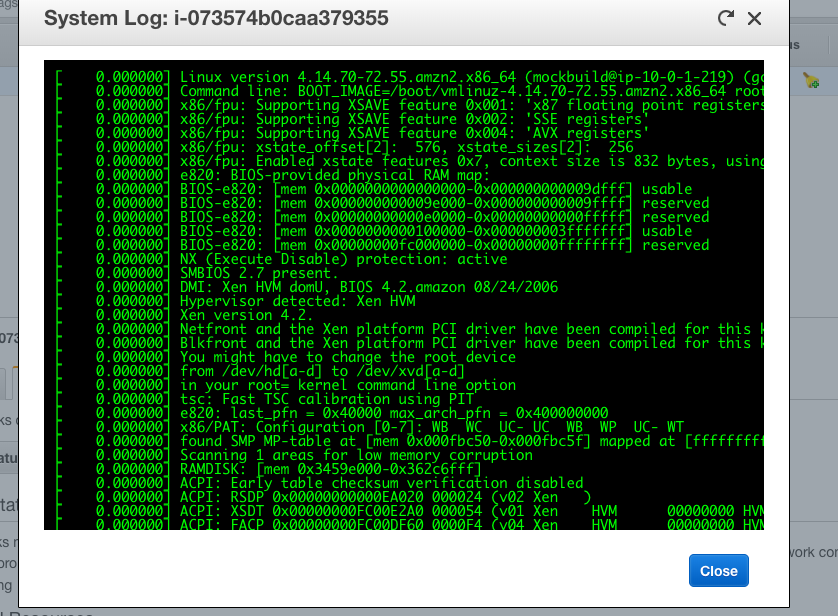 System Log: i-073574b0caa379355
[    0.000000] Linux version 4.14.70-72.55.amzn2.x86_64 (mockbuild@ip-10-0-1-219) (gc
[    0.000000] Command line: BOOT_IMAGE=/boot/vmlinuz-4.14.70-72.55.amzn2.x86_64 root
[    0.000000] x86/fpu: Supporting XSAVE feature 0x001: 'x87 floating point registers
[    0.000000] x86/fpu: Supporting XSAVE feature 0x002: 'SSE registers'
[    0.000000] x86/fpu: Supporting XSAVE feature 0x004: 'AVX registers'
[    0.000000] x86/fpu: xstate_offset[2]:  576, xstate_sizes[2]:  256
[    0.000000] x86/fpu: Enabled xstate features 0x7, context size is 832 bytes, using
[    0.000000] e820: BIOS-provided physical RAM map:
[    0.000000] BIOS-e820: [mem 0x0000000000000000-0x000000000009dfff] usable
[    0.000000] BIOS-e820: [mem 0x000000000009e000-0x000000000009ffff] reserved
[    0.000000] BIOS-e820: [mem 0x00000000000e0000-0x00000000000fffff] reserved
[    0.000000] BIOS-e820: [mem 0x0000000000100000-0x000000003fffffff] usable
[    0.000000] BIOS-e820: [mem 0x00000000fc000000-0x00000000ffffffff] reserved
[    0.000000] NX (Execute Disable) protection: active
[    0.000000] SMBIOS 2.7 present.
[    0.000000] DMI: Xen HVM domU, BIOS 4.2.amazon 08/24/2006
[    0.000000] Hypervisor detected: Xen HVM
[    0.000000] Xen version 4.2.
[    0.000000] Netfront and the Xen platform PCI driver have been compiled for this k
[    0.000000] Blkfront and the Xen platform PCI driver have been compiled for this k
[    0.000000] You might have to change the root device
[    0.000000] from /dev/hd[a-d] to /dev/xvd[a-d]
[    0.000000] in your root= kernel command line option
[    0.000000] tsc: Fast TSC calibration using PIT
[    0.000000] e820: last_pfn = 0x40000 max_arch_pfn = 0x400000000
[    0.000000] x86/PAT: Configuration [0-7]: WB  WC  UC- UC  WB  WP  UC- WT
[    0.000000] found SMP MP-table at [mem 0x000fbc50-0x000fbc5f] mapped at [fffffffff
[    0.000000] Scanning 1 areas for low memory corruption
[    0.000000] RAMDISK: [mem 0x3459e000-0x362c6fff]
[    0.000000] ACPI: Early table checksum verification disabled
[    0.000000] ACPI: RSDP 0x00000000000EA020 000024 (v02 Xen   )
[    0.000000] ACPI: XSDT 0x00000000FC00E2A0 000054 (v01 Xen    HVM      00000000 HVM
[    0.000000] ACPI: FACP 0x00000000FC00DF60 0000F4 (v04 Xen    HVM      00000000 HVM
Close